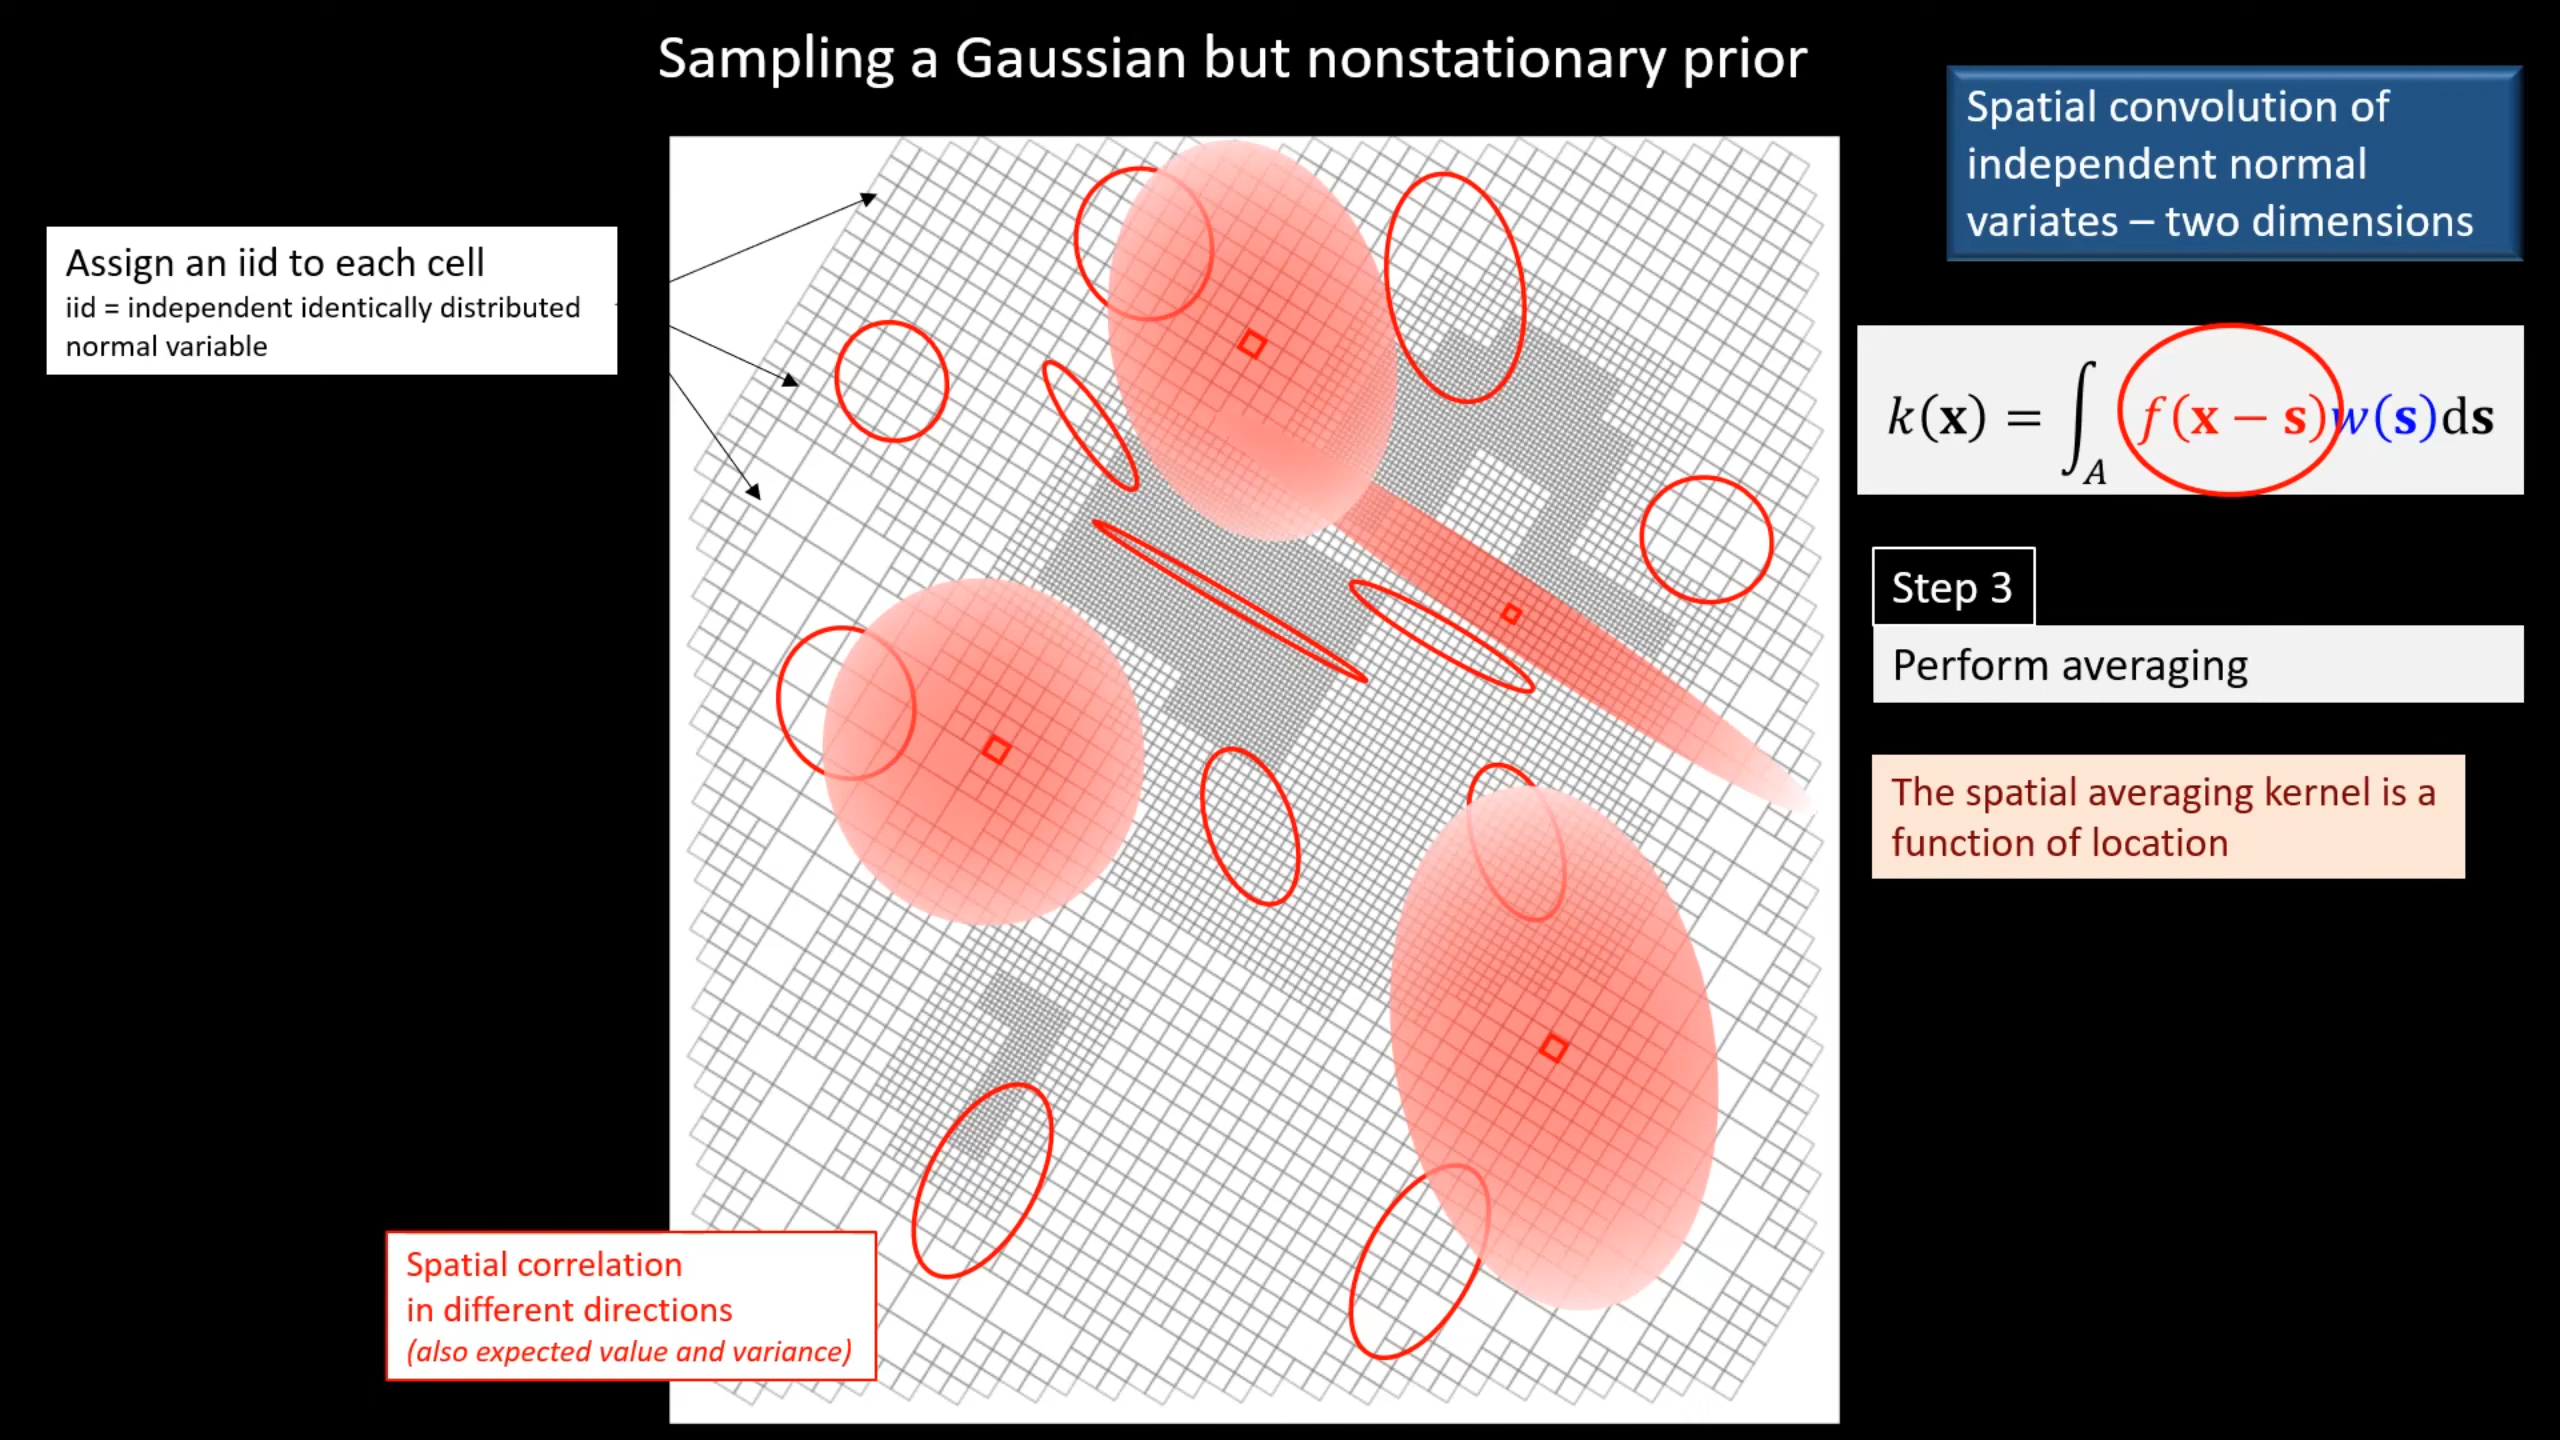 Sampling a Gaussian but nonstationary prior
Spatial convolution of
independent normal
variates – two dimensions
Assign an iid to each cell
iid = independent identically distributed
normal variable
k(x) = ∫_A f(x − s)w(s)ds
Step 3
Perform averaging
The spatial averaging kernel is a
function of location
Spatial correlation
in different directions
(also expected value and variance)